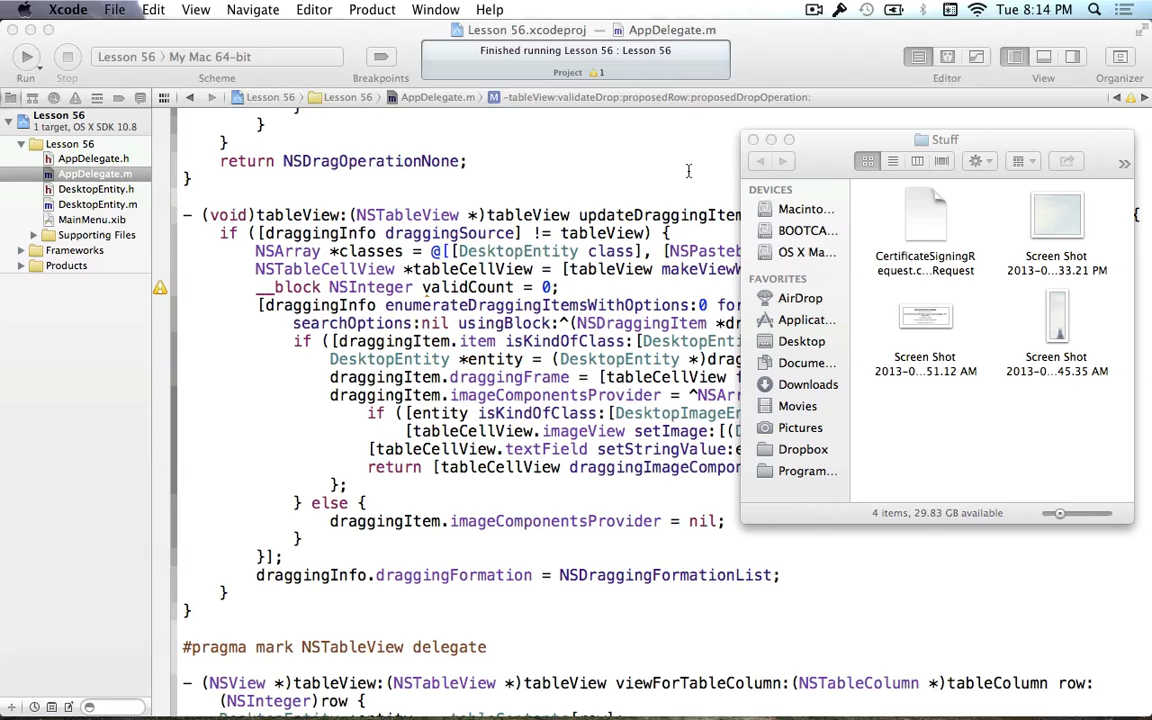 Xcode File Edit View Navigate Editor Product Window Help Tue 8:14 PM
Lesson 56.xcodeproj — AppDelegate.m
Run Stop
Lesson 56 > My Mac 64-bit
Scheme
Breakpoints
Finished running Lesson 56 : Lesson 56
Project 1
Editor View Organizer
Lesson 56 Lesson 56 AppDelegate.m -tableView:validateDrop:proposedRow:proposedDropOperation:
Lesson 56
1 target, OS X SDK 10.8
Lesson 56
AppDelegate.h
AppDelegate.m
DesktopEntity.h
DesktopEntity.m
MainMenu.xib
Supporting Files
Frameworks
Products
}
}
return NSDragOperationNone;
}
- (void)tableView:(NSTableView *)tableView updateDraggingItem
{
if ([draggingInfo draggingSource] != tableView) {
NSArray *classes = @[[DesktopEntity class], [NSPasteb
NSTableCellView *tableCellView = [tableView makeViewW
__block NSInteger validCount = 0;
[draggingInfo enumerateDraggingItemsWithOptions:0 for
searchOptions:nil usingBlock:^(NSDraggingItem *dr
if ([draggingItem.item isKindOfClass:[DesktopEnti
DesktopEntity *entity = (DesktopEntity *)drag
draggingItem.draggingFrame = [tableCellView f
draggingItem.imageComponentsProvider = ^NSArr
if ([entity isKindOfClass:[DesktopImageEn
[tableCellView.imageView setImage:[(D
[tableCellView.textField setStringValue:e
return [tableCellView draggingImageCompon
};
} else {
draggingItem.imageComponentsProvider = nil;
}
}];
draggingInfo.draggingFormation = NSDraggingFormationList;
}
}
#pragma mark NSTableView delegate
- (NSView *)tableView:(NSTableView *)tableView viewForTableColumn:(NSTableColumn *)tableColumn row:
(NSInteger)row {
DesktopEntity *entity = tableContents[row];
Stuff
DEVICES
Macinto...
BOOTCA...
OS X Ma...
FAVORITES
AirDrop
Applicat...
Desktop
Docume...
Downloads
Movies
Pictures
Dropbox
Program...
CertificateSigningR
equest.c...Request
Screen Shot
2013-0...33.21 PM
Screen Shot
2013-0...51.12 AM
Screen Shot
2013-0...45.35 AM
4 items, 29.83 GB available